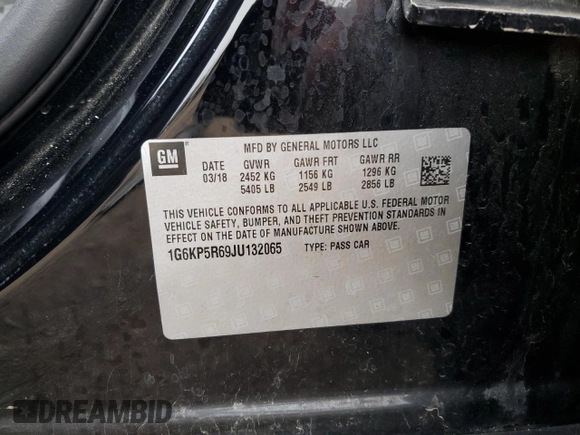 MFD BY GENERAL MOTORS LLC
GM
DATE GVWR GAWR FRT GAWR RR
03/18 2452 KG 1156 KG 1296 KG
5405 LB 2549 LB 2856 LB
THIS VEHICLE CONFORMS TO ALL APPLICABLE U.S. FEDERAL MOTOR
VEHICLE SAFETY, BUMPER, AND THEFT PREVENTION STANDARDS IN
EFFECT ON THE DATE OF MANUFACTURE SHOWN ABOVE.
1G6KP5R69JU132065 TYPE: PASS CAR
DREAMBID